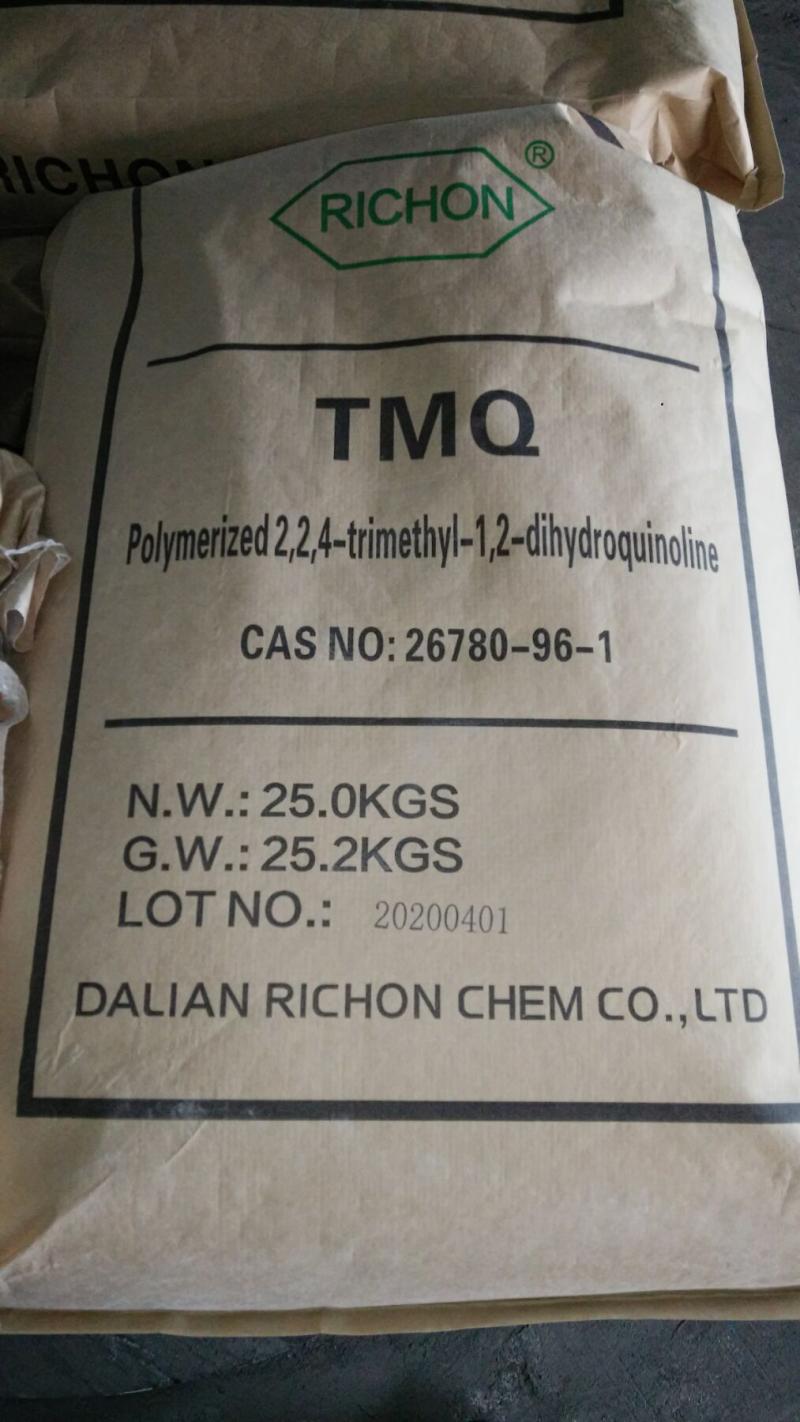 RICHON
RICHON®
TMQ
Polymerized 2,2,4-trimethyl-1,2-dihydroquinoline
CAS NO: 26780-96-1
N.W.: 25.0KGS
G.W.: 25.2KGS
LOT NO.: 20200401
DALIAN RICHON CHEM CO.,LTD